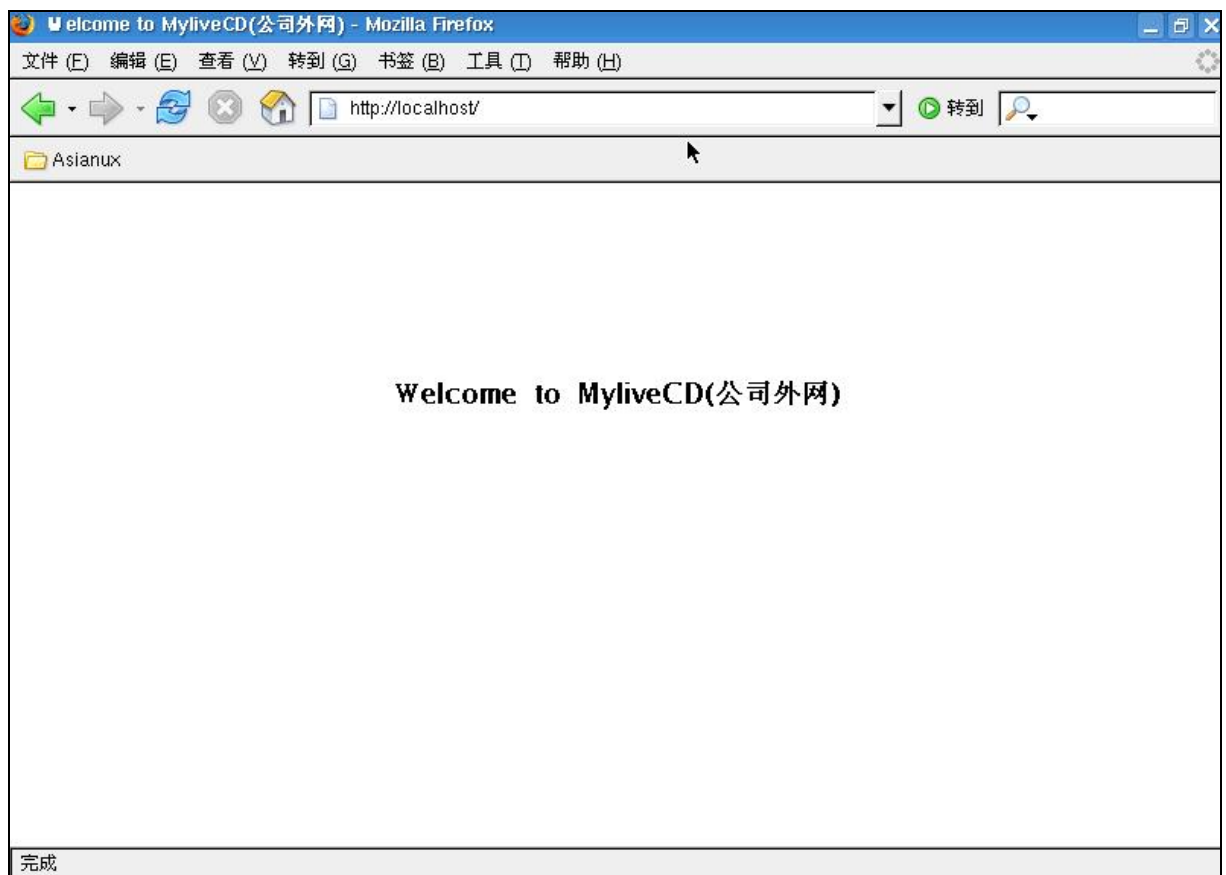 Welcome to MyliveCD(公司外网) - Mozilla Firefox
文件 (F) 编辑 (E) 查看 (V) 转到 (G) 书签 (B) 工具 (T) 帮助 (H)
http://localhost/ 转到
Asianux
Welcome to MyliveCD(公司外网)
完成